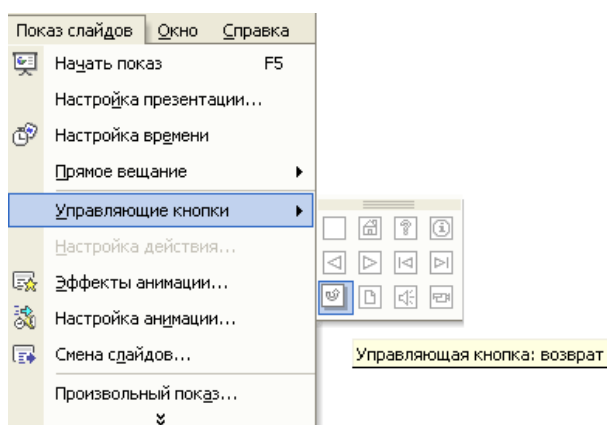 Показ слайдов Окно Справка
Начать показ F5
Настройка презентации...
Настройка времени
Прямое вещание
Управляющие кнопки
Настройка действия...
Эффекты анимации...
Настройка анимации...
Смена слайдов...
Управляющая кнопка: возврат
Произвольный показ...